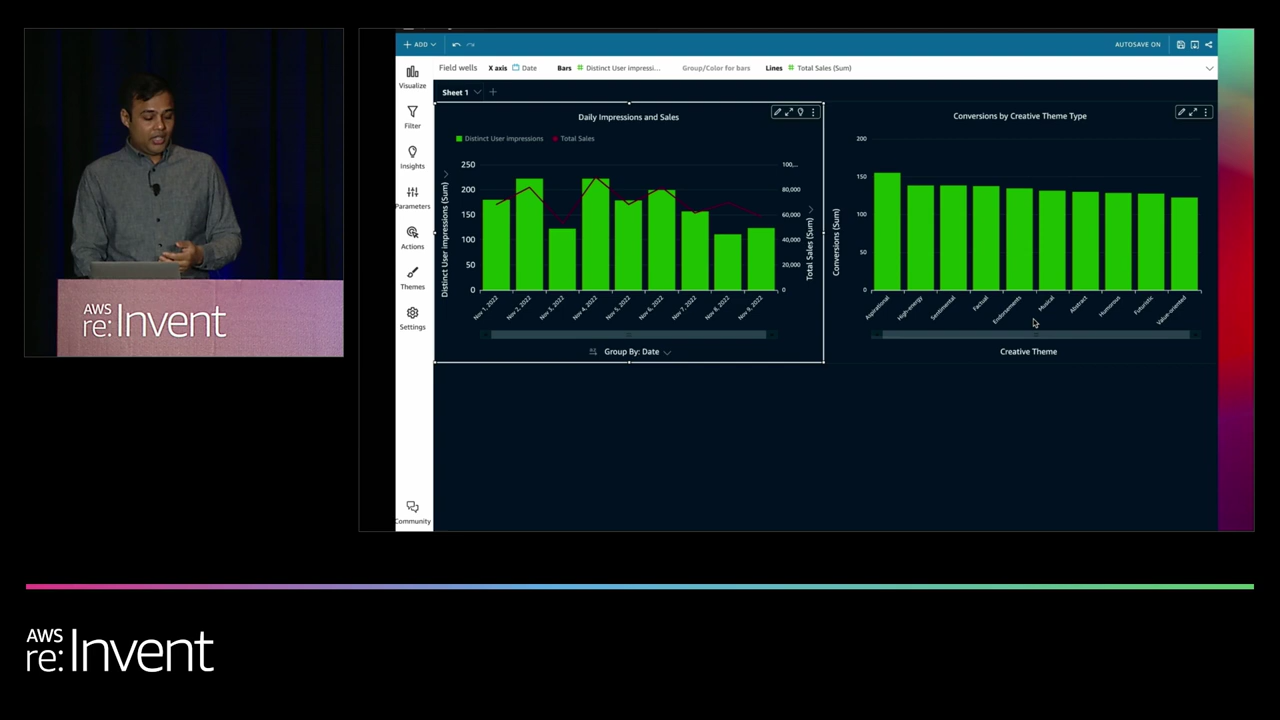 ADD
AUTOSAVE ON
Field wells X axis Date Bars Distinct User impressi... Group/Color for bars Lines Total Sales (Sum)
Sheet 1
Visualize
Filter
Insights
Parameters
Actions
Themes
Settings
Community
Daily Impressions and Sales
Distinct User impressions Total Sales
Distinct User impressions (Sum)
250
200
150
100
50
0
100,...
80,000
60,000
40,000
20,000
0
Total Sales (Sum)
Nov 1, 2022
Nov 2, 2022
Nov 3, 2022
Nov 4, 2022
Nov 5, 2022
Nov 6, 2022
Nov 7, 2022
Nov 8, 2022
Nov 9, 2022
Group By: Date
Conversions by Creative Theme Type
Conversions (Sum)
200
150
100
50
0
Aspirational
High-energy
Sentimental
Factual
Endorsements
Musical
Abstract
Humorous
Futuristic
Value-oriented
Creative Theme
AWS
re:Invent
AWS
re:Invent